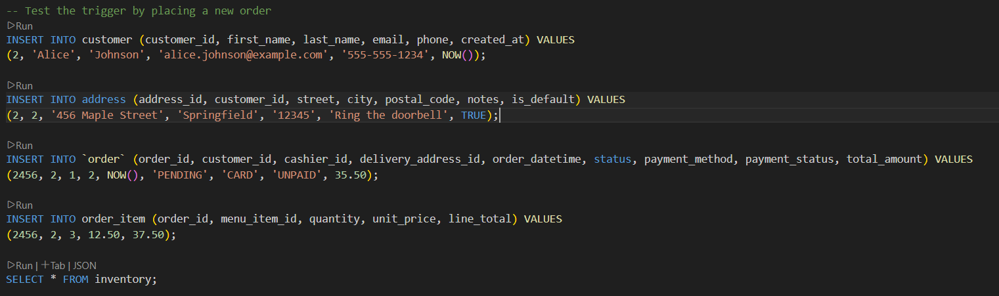 -- Test the trigger by placing a new order
▷Run
INSERT INTO customer (customer_id, first_name, last_name, email, phone, created_at) VALUES
(2, 'Alice', 'Johnson', 'alice.johnson@example.com', '555-555-1234', NOW());
▷Run
INSERT INTO address (address_id, customer_id, street, city, postal_code, notes, is_default) VALUES
(2, 2, '456 Maple Street', 'Springfield', '12345', 'Ring the doorbell', TRUE);
▷Run
INSERT INTO `order` (order_id, customer_id, cashier_id, delivery_address_id, order_datetime, status, payment_method, payment_status, total_amount) VALUES
(2456, 2, 1, 2, NOW(), 'PENDING', 'CARD', 'UNPAID', 35.50);
▷Run
INSERT INTO order_item (order_id, menu_item_id, quantity, unit_price, line_total) VALUES
(2456, 2, 3, 12.50, 37.50);
▷Run | +Tab | JSON
SELECT * FROM inventory;